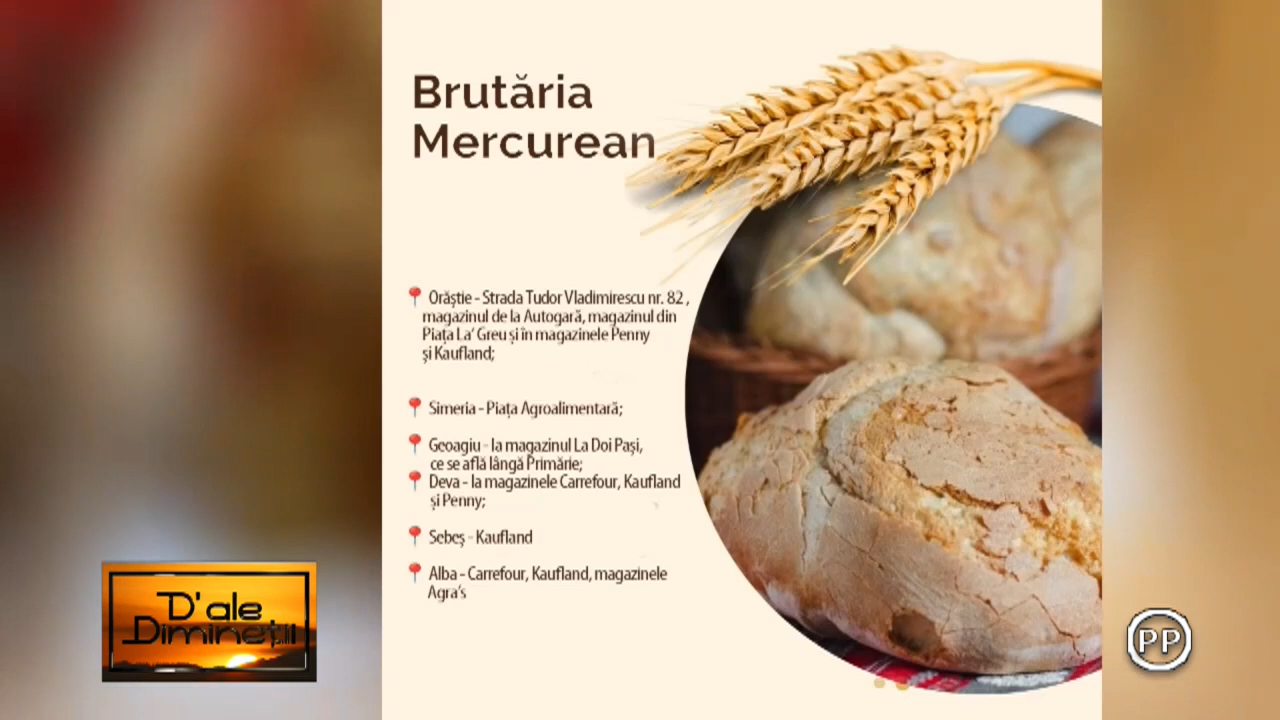 Brutăria
Mercurean
Orăștie - Strada Tudor Vladimirescu nr. 82 ,
magazinul de la Autogară, magazinul din
Piața La' Greu și în magazinele Penny
și Kaufland;
Simeria - Piața Agroalimentară;
Geoagiu - la magazinul La Doi Pași,
ce se află lângă Primărie;
Deva - la magazinele Carrefour, Kaufland
și Penny;
Sebeș - Kaufland
Alba - Carrefour, Kaufland, magazinele
Agra's
D'ale
Dimineții
PP